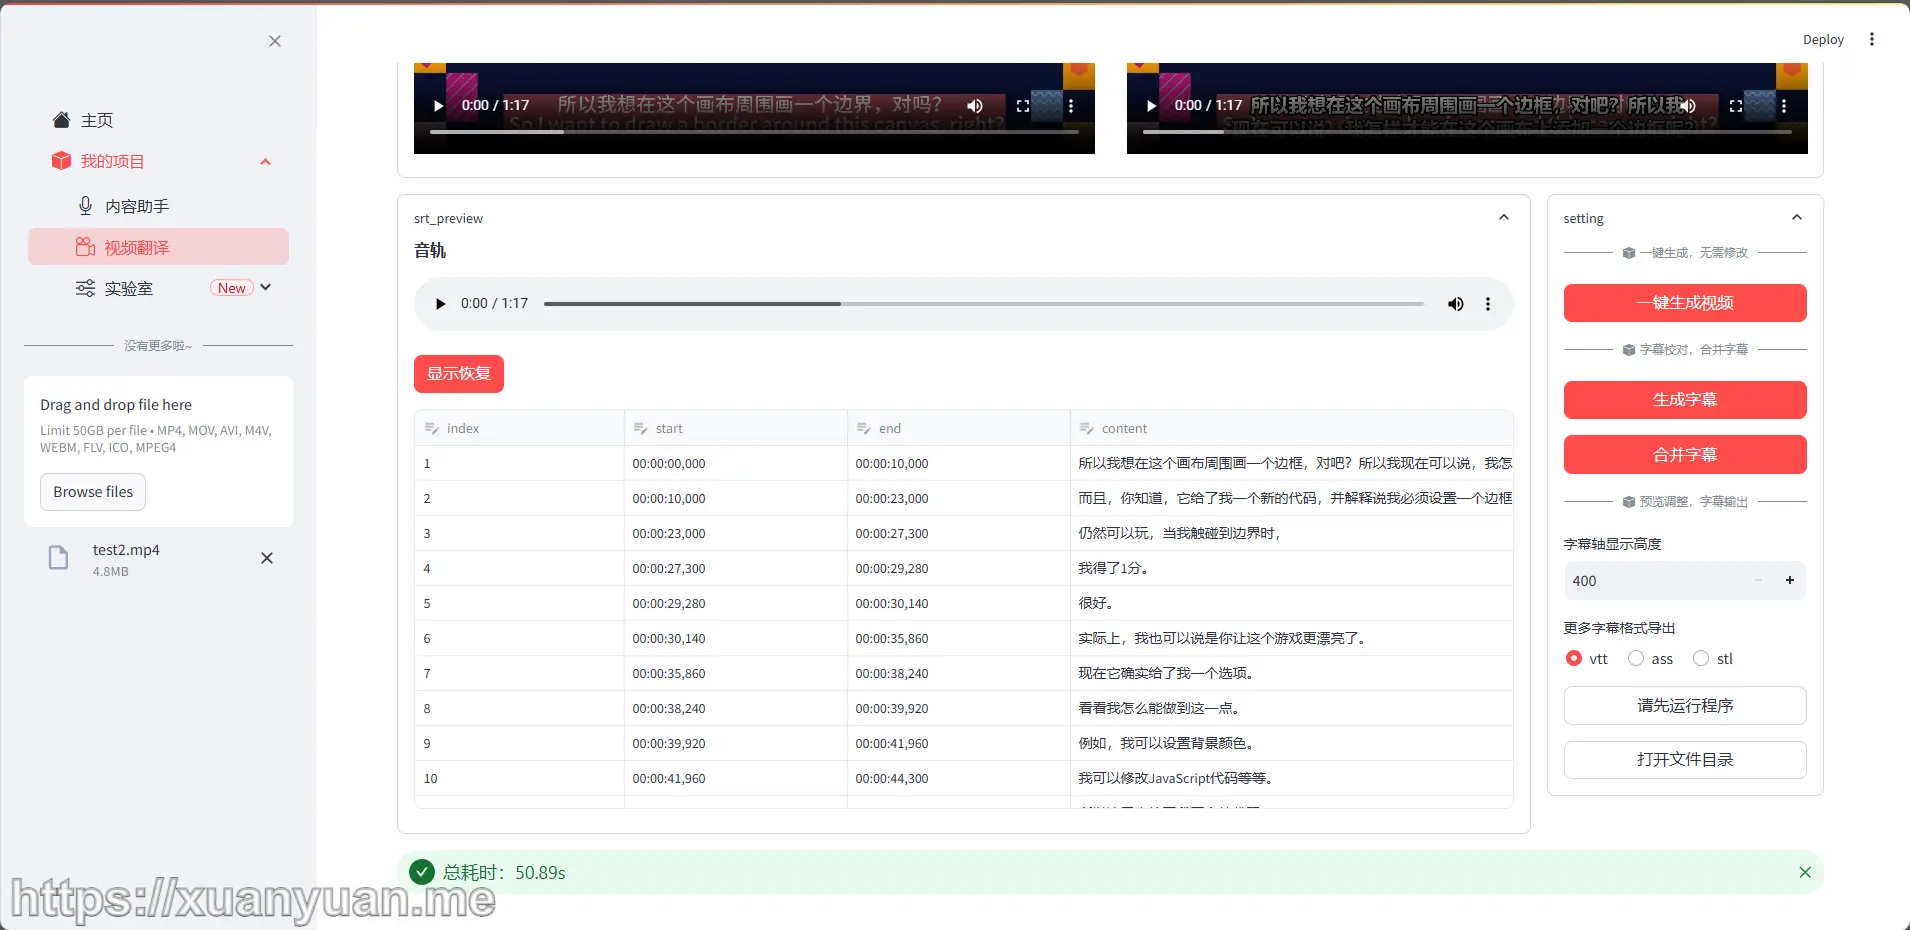 Deploy
主页
我的项目
内容助手
视频翻译
实验室
New
没有更多啦~
Drag and drop file here
Limit 50GB per file • MP4, MOV, AVI, M4V,
WEBM, FLV, ICO, MPEG4
Browse files
test2.mp4
4.8MB
0:00 / 1:17
所以我想在这个画布周围画一个边界，对吗？
So I want to draw a border around this canvas, right?
0:00 / 1:17
所以我想在这个画布周围画一个边框，对吧？所以我
现在可以说，我怎样才能在这个画布上添加一个边框呢？
srt_preview
音轨
0:00 / 1:17
显示恢复
index start end content
1 00:00:00,000 00:00:10,000 所以我想在这个画布周围画一个边框，对吧？所以我现在可以说，我怎
2 00:00:10,000 00:00:23,000 而且，你知道，它给了我一个新的代码，并解释说我必须设置一个边框
3 00:00:23,000 00:00:27,300 仍然可以玩，当我触碰到边界时，
4 00:00:27,300 00:00:29,280 我得了1分。
5 00:00:29,280 00:00:30,140 很好。
6 00:00:30,140 00:00:35,860 实际上，我也可以说是你让这个游戏更漂亮了。
7 00:00:35,860 00:00:38,240 现在它确实给了我一个选项。
8 00:00:38,240 00:00:39,920 看看我怎么能做到这一点。
9 00:00:39,920 00:00:41,960 例如，我可以设置背景颜色。
10 00:00:41,960 00:00:44,300 我可以修改JavaScript代码等等。
setting
一键生成，无需修改
一键生成视频
字幕校对，合并字幕
生成字幕
合并字幕
预览调整，字幕输出
字幕轴显示高度
400
更多字幕格式导出
vtt ass stl
请先运行程序
打开文件目录
总耗时：50.89s
https://xuanyuan.me